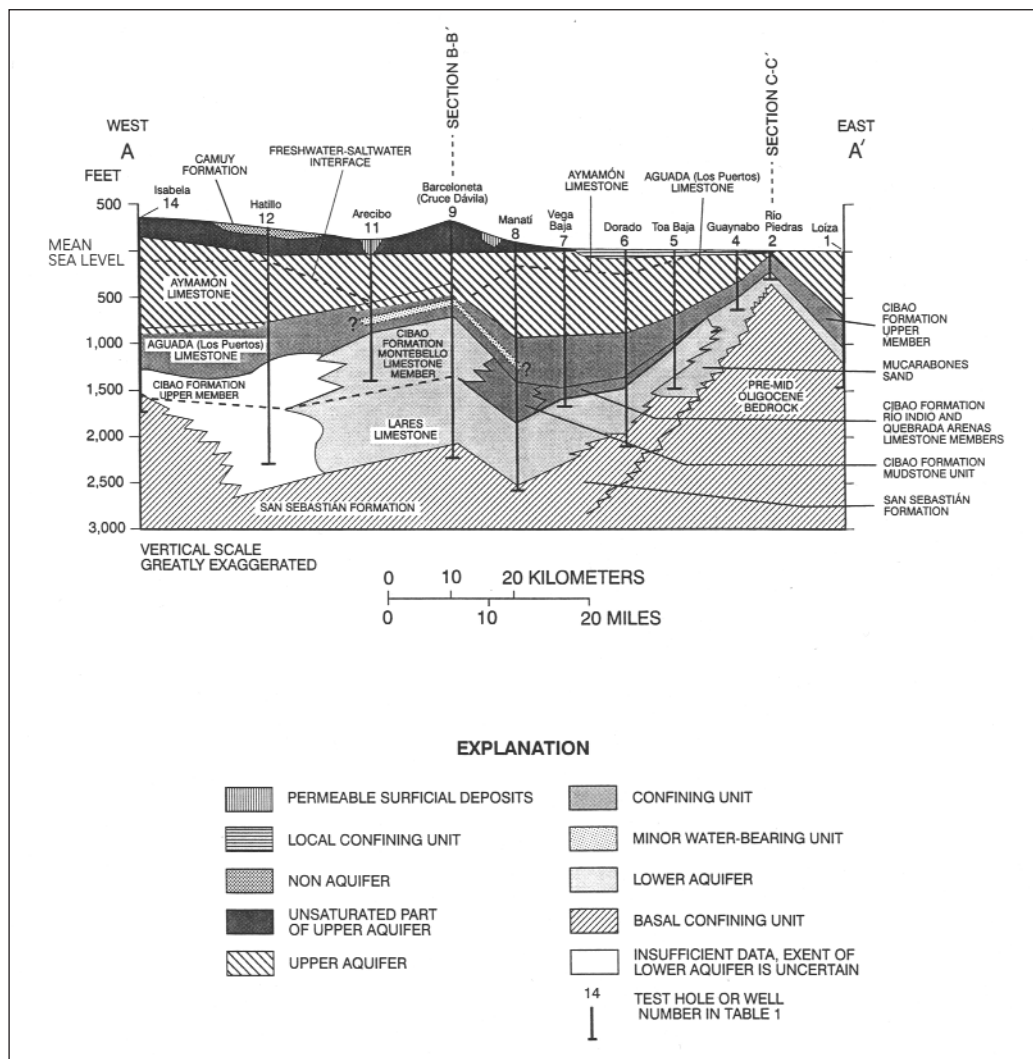 SECTION B-B′
SECTION C-C′
WEST
A
EAST
A′
FEET
CAMUY
FORMATION
FRESHWATER-SALTWATER
INTERFACE
AYMAMÓN
LIMESTONE
AGUADA (Los Puertos)
LIMESTONE
Isabela
14
Hatillo
12
Arecibo
11
Barceloneta
(Cruce Dávila)
9
Manatí
8
Vega
Baja
7
Dorado
6
Toa Baja
5
Guaynabo
4
Río
Piedras
2
Loíza
1
500
MEAN
SEA LEVEL
500
1,000
1,500
2,000
2,500
3,000
AYMAMÓN
LIMESTONE
AGUADA (Los Puertos)
LIMESTONE
CIBAO FORMATION
UPPER MEMBER
?
CIBAO
FORMATION
MONTEBELLO
LIMESTONE
MEMBER
?
LARES
LIMESTONE
SAN SEBASTIÁN FORMATION
PRE-MID
OLIGOCENE
BEDROCK
CIBAO
FORMATION
UPPER
MEMBER
MUCARABONES
SAND
CIBAO FORMATION
RÍO INDIO AND
QUEBRADA ARENAS
LIMESTONE MEMBERS
CIBAO FORMATION
MUDSTONE UNIT
SAN SEBASTIÁN
FORMATION
VERTICAL SCALE
GREATLY EXAGGERATED
0 10 20 KILOMETERS
0 10 20 MILES
EXPLANATION
PERMEABLE SURFICIAL DEPOSITS
LOCAL CONFINING UNIT
NON AQUIFER
UNSATURATED PART
OF UPPER AQUIFER
UPPER AQUIFER
CONFINING UNIT
MINOR WATER-BEARING UNIT
LOWER AQUIFER
BASAL CONFINING UNIT
INSUFFICIENT DATA, EXENT OF
LOWER AQUIFER IS UNCERTAIN
14
TEST HOLE OR WELL
NUMBER IN TABLE 1